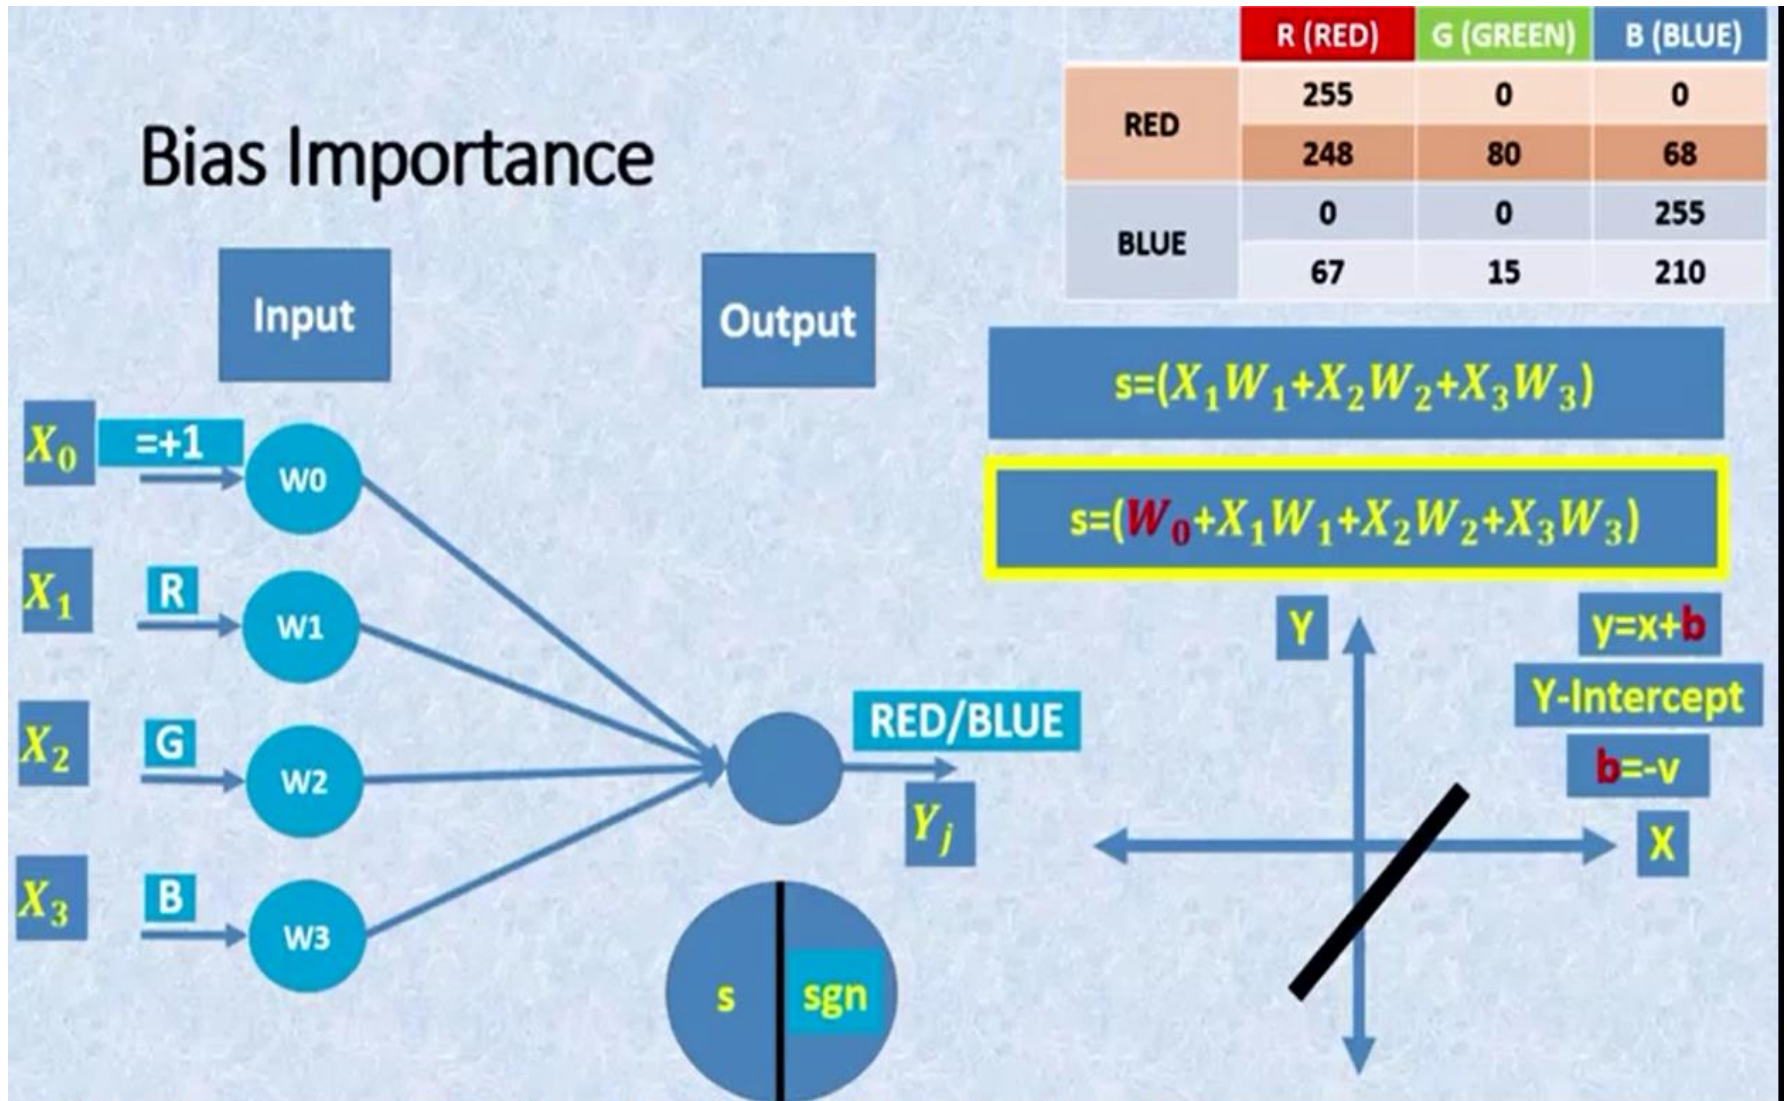 Bias Importance
R (RED) G (GREEN) B (BLUE)
RED
255 0 0
248 80 68
BLUE
0 0 255
67 15 210
Input
Output
X₀ =+1 W0
X₁ R W1
X₂ G W2
X₃ B W3
RED/BLUE
Yⱼ
s sgn
s=(X₁W₁+X₂W₂+X₃W₃)
s=(W₀+X₁W₁+X₂W₂+X₃W₃)
Y
y=x+b
Y-Intercept
b=-v
X